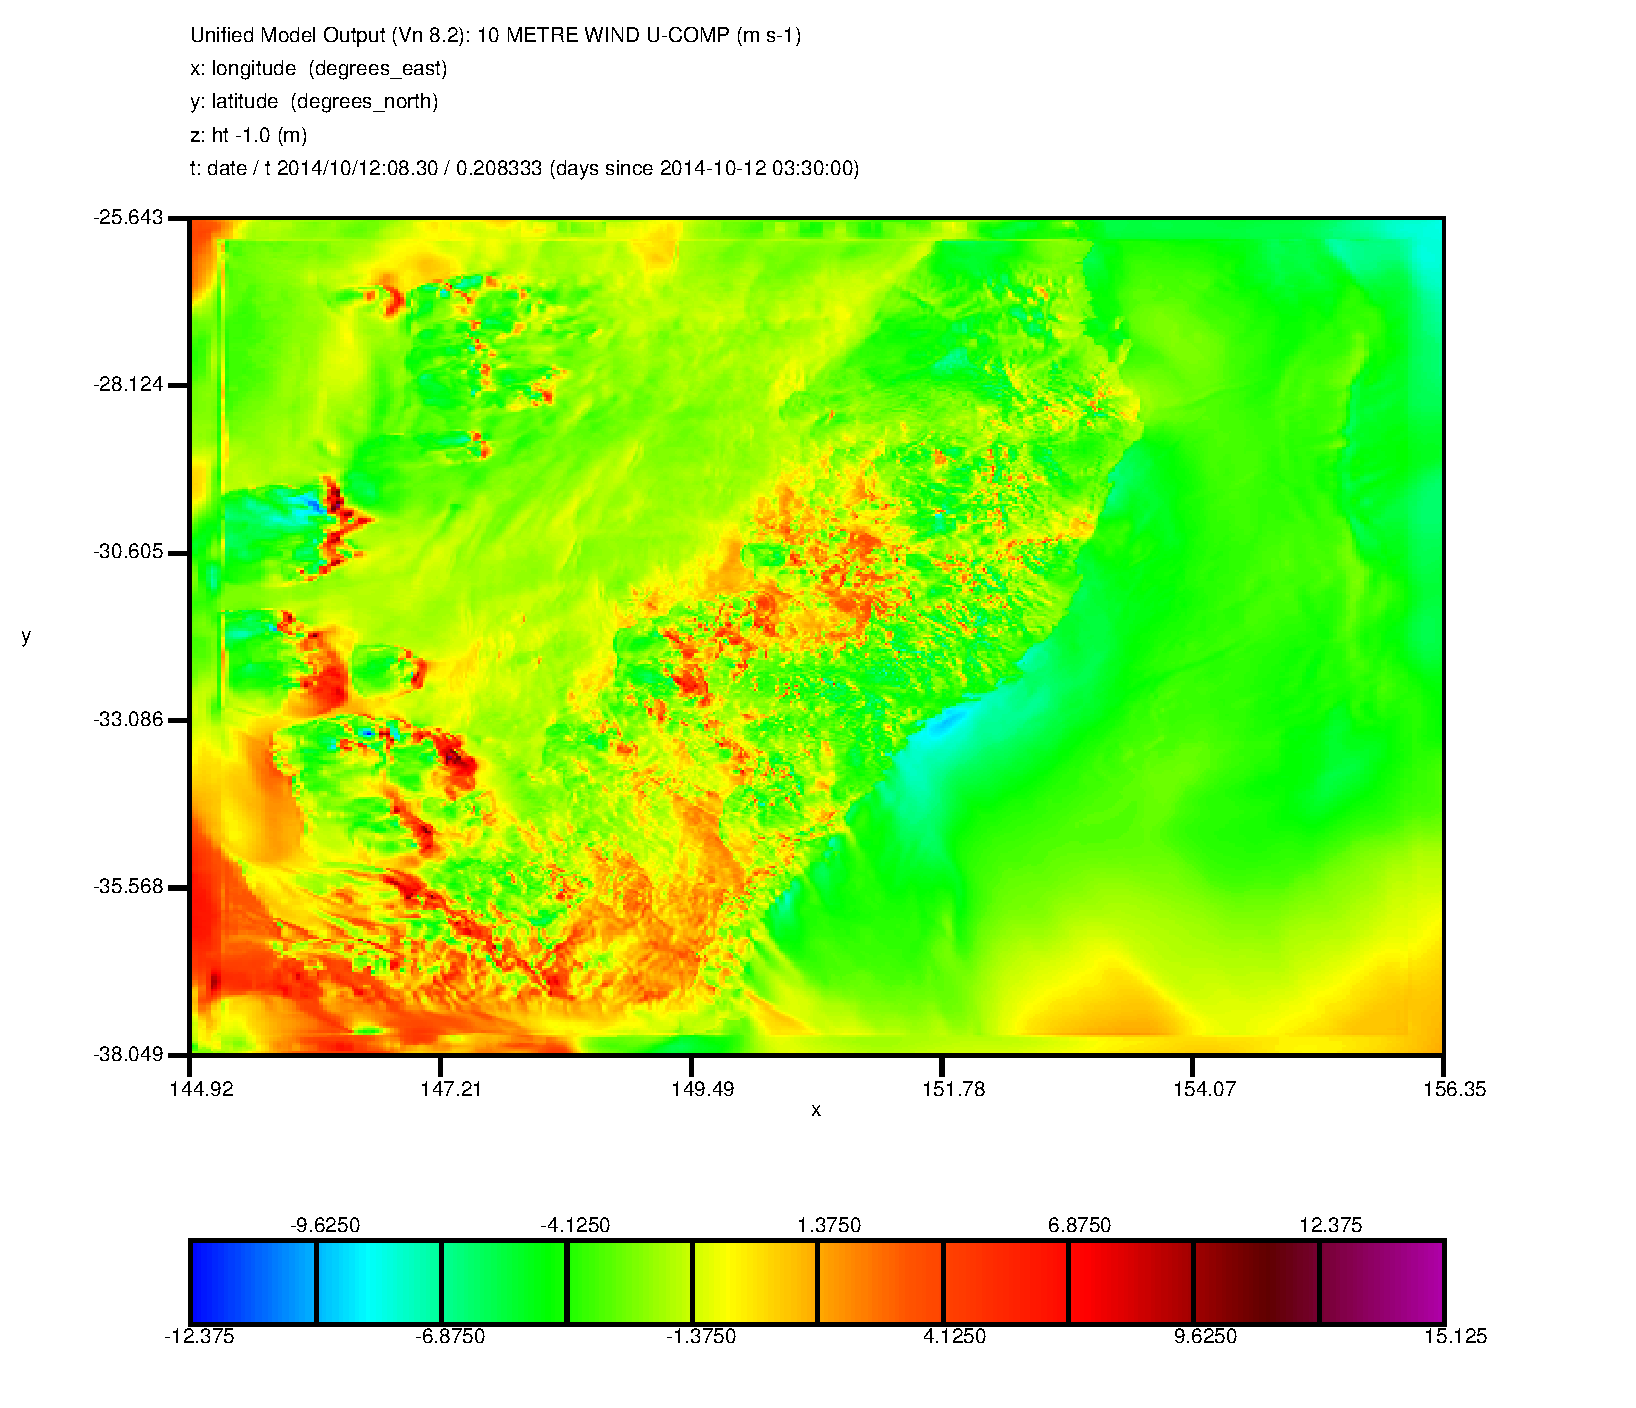 Unified Model Output (Vn 8.2): 10 METRE WIND U-COMP (m s-1)
x: longitude  (degrees_east)
y: latitude  (degrees_north)
z: ht -1.0 (m)
t: date / t 2014/10/12:08.30 / 0.208333 (days since 2014-10-12 03:30:00)
-25.643
-28.124
-30.605
y
-33.086
-35.568
-38.049
144.92 147.21 149.49 151.78 154.07 156.35
x
-9.6250 -4.1250 1.3750 6.8750 12.375
-12.375 -6.8750 -1.3750 4.1250 9.6250 15.125